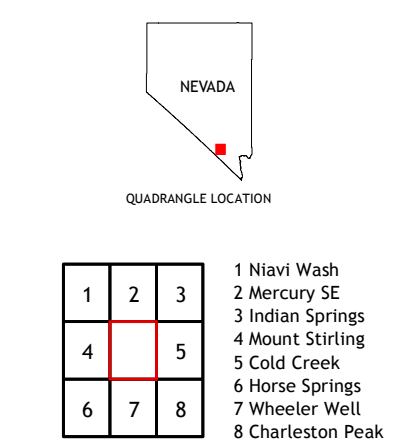 NEVADA
QUADRANGLE LOCATION
1 2 3
4 5
6 7 8
1 Niavi Wash
2 Mercury SE
3 Indian Springs
4 Mount Stirling
5 Cold Creek
6 Horse Springs
7 Wheeler Well
8 Charleston Peak